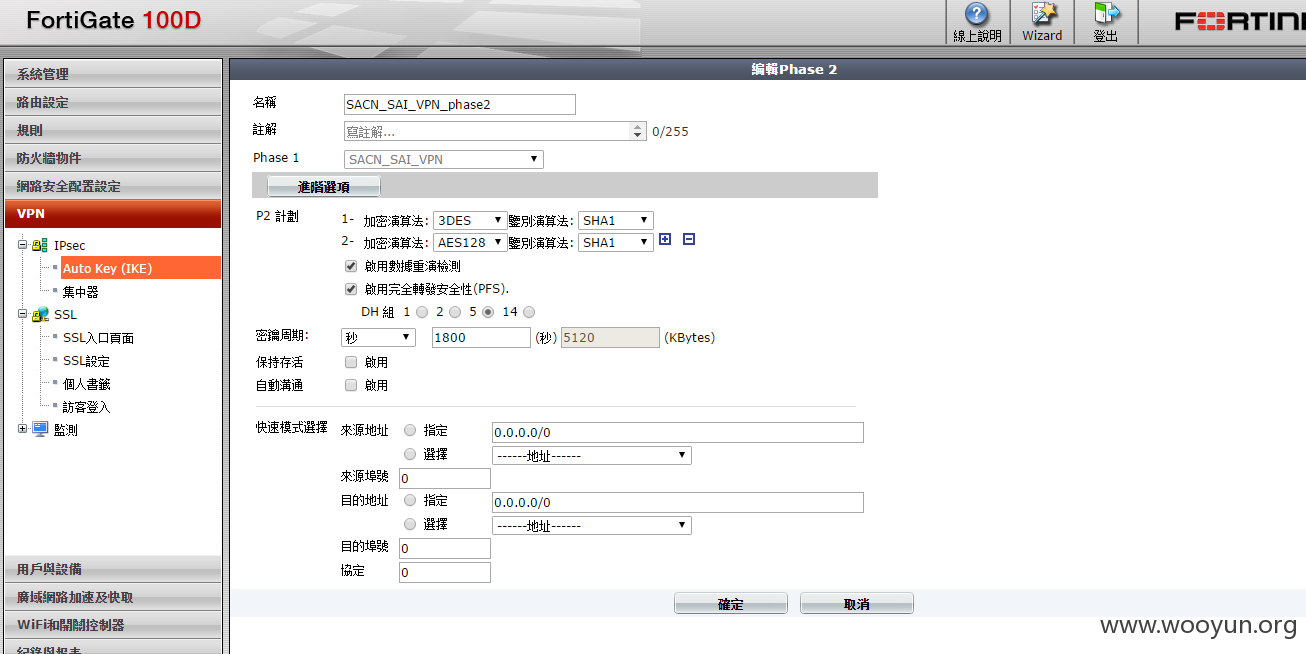 FortiGate 100D
線上說明
Wizard
登出
系統管理
路由設定
規則
防火牆物件
網路安全配置設定
VPN
IPsec
Auto Key (IKE)
集中器
SSL
SSL入口頁面
SSL設定
個人書籤
訪客登入
監測
用戶與設備
廣域網路加速及快取
WiFi和開關控制器
紀錄與報表
編輯Phase 2
名稱 SACN_SAI_VPN_phase2
註解 寫註解... 0/255
Phase 1 SACN_SAI_VPN
進階選項
P2 計劃 1- 加密演算法: 3DES 鑒別演算法: SHA1
2- 加密演算法: AES128 鑒別演算法: SHA1
啟用數據重演檢測
啟用完全轉發安全性(PFS).
DH 組 1 2 5 14
密鑰周期: 秒 1800 (秒) 5120 (KBytes)
保持存活 啟用
自動溝通 啟用
快速模式選擇 來源地址 指定 0.0.0.0/0
選擇 ------地址------
來源埠號 0
目的地址 指定 0.0.0.0/0
選擇 ------地址------
目的埠號 0
協定 0
確定 取消
www.wooyun.org